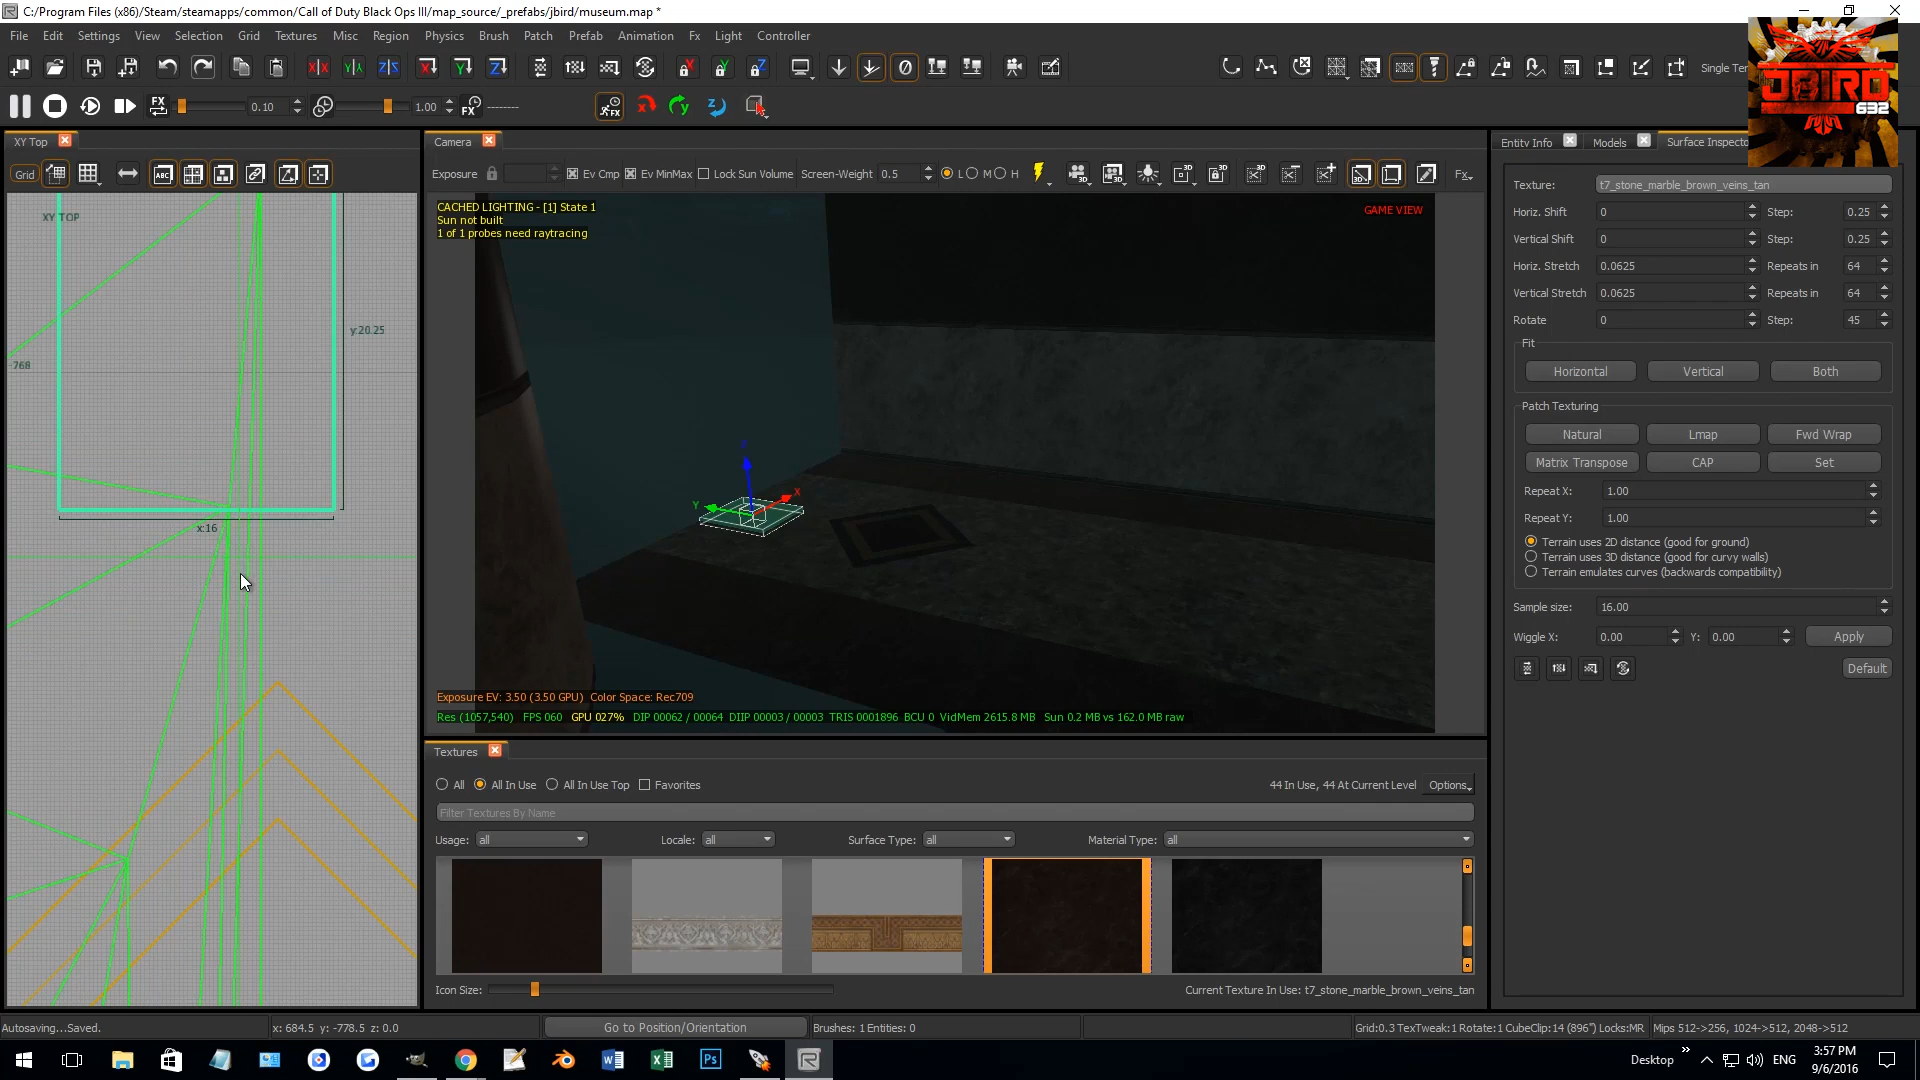 C:/Program Files (x86)/Steam/steamapps/common/Call of Duty Black Ops III/map_source/_prefabs/jbird/museum.map *
File Edit Settings View Selection Grid Textures Misc Region Physics Brush Patch Prefab Animation Fx Light Controller
Single Ter
FX 0.10 1.00 FX --------
JBIRD
632
XY Top
Camera
Entity Info Models Surface Inspecto
Grid ABC
Exposure Ev Cmp Ev MinMax Lock Sun Volume Screen-Weight 0.5 L M H Fx
XY TOP
y:20.25
-768
x:16
CACHED LIGHTING - [1] State 1
Sun not built
1 of 1 probes need raytracing
GAME VIEW
X
Y
Exposure EV: 3.50 (3.50 GPU) Color Space: Rec709
Res (1057,540) FPS 060 GPU 027% DIP 00062 / 00064 DIIP 00003 / 00003 TRIS 0001896 BCU 0 VidMem 2615.8 MB Sun 0.2 MB vs 162.0 MB raw
Texture: t7_stone_marble_brown_veins_tan
Horiz. Shift 0 Step: 0.25
Vertical Shift 0 Step: 0.25
Horiz. Stretch 0.0625 Repeats in 64
Vertical Stretch 0.0625 Repeats in 64
Rotate 0 Step: 45
Fit
Horizontal Vertical Both
Patch Texturing
Natural Lmap Fwd Wrap
Matrix Transpose CAP Set
Repeat X: 1.00
Repeat Y: 1.00
Terrain uses 2D distance (good for ground)
Terrain uses 3D distance (good for curvy walls)
Terrain emulates curves (backwards compatibility)
Sample size: 16.00
Wiggle X: 0.00 Y: 0.00 Apply
Default
Textures
All All In Use All In Use Top Favorites 44 In Use, 44 At Current Level Options
Filter Textures By Name
Usage: all Locale: all Surface Type: all Material Type: all
Icon Size: Current Texture In Use: t7_stone_marble_brown_veins_tan
Autosaving...Saved. x: 684.5 y: -778.5 z: 0.0 Go to Position/Orientation Brushes: 1 Entities: 0 Grid:0.3 TexTweak:1 Rotate:1 CubeClip:14 (896") Locks:MR Mips 512->256, 1024->512, 2048->512
Desktop ENG 3:57 PM
9/6/2016